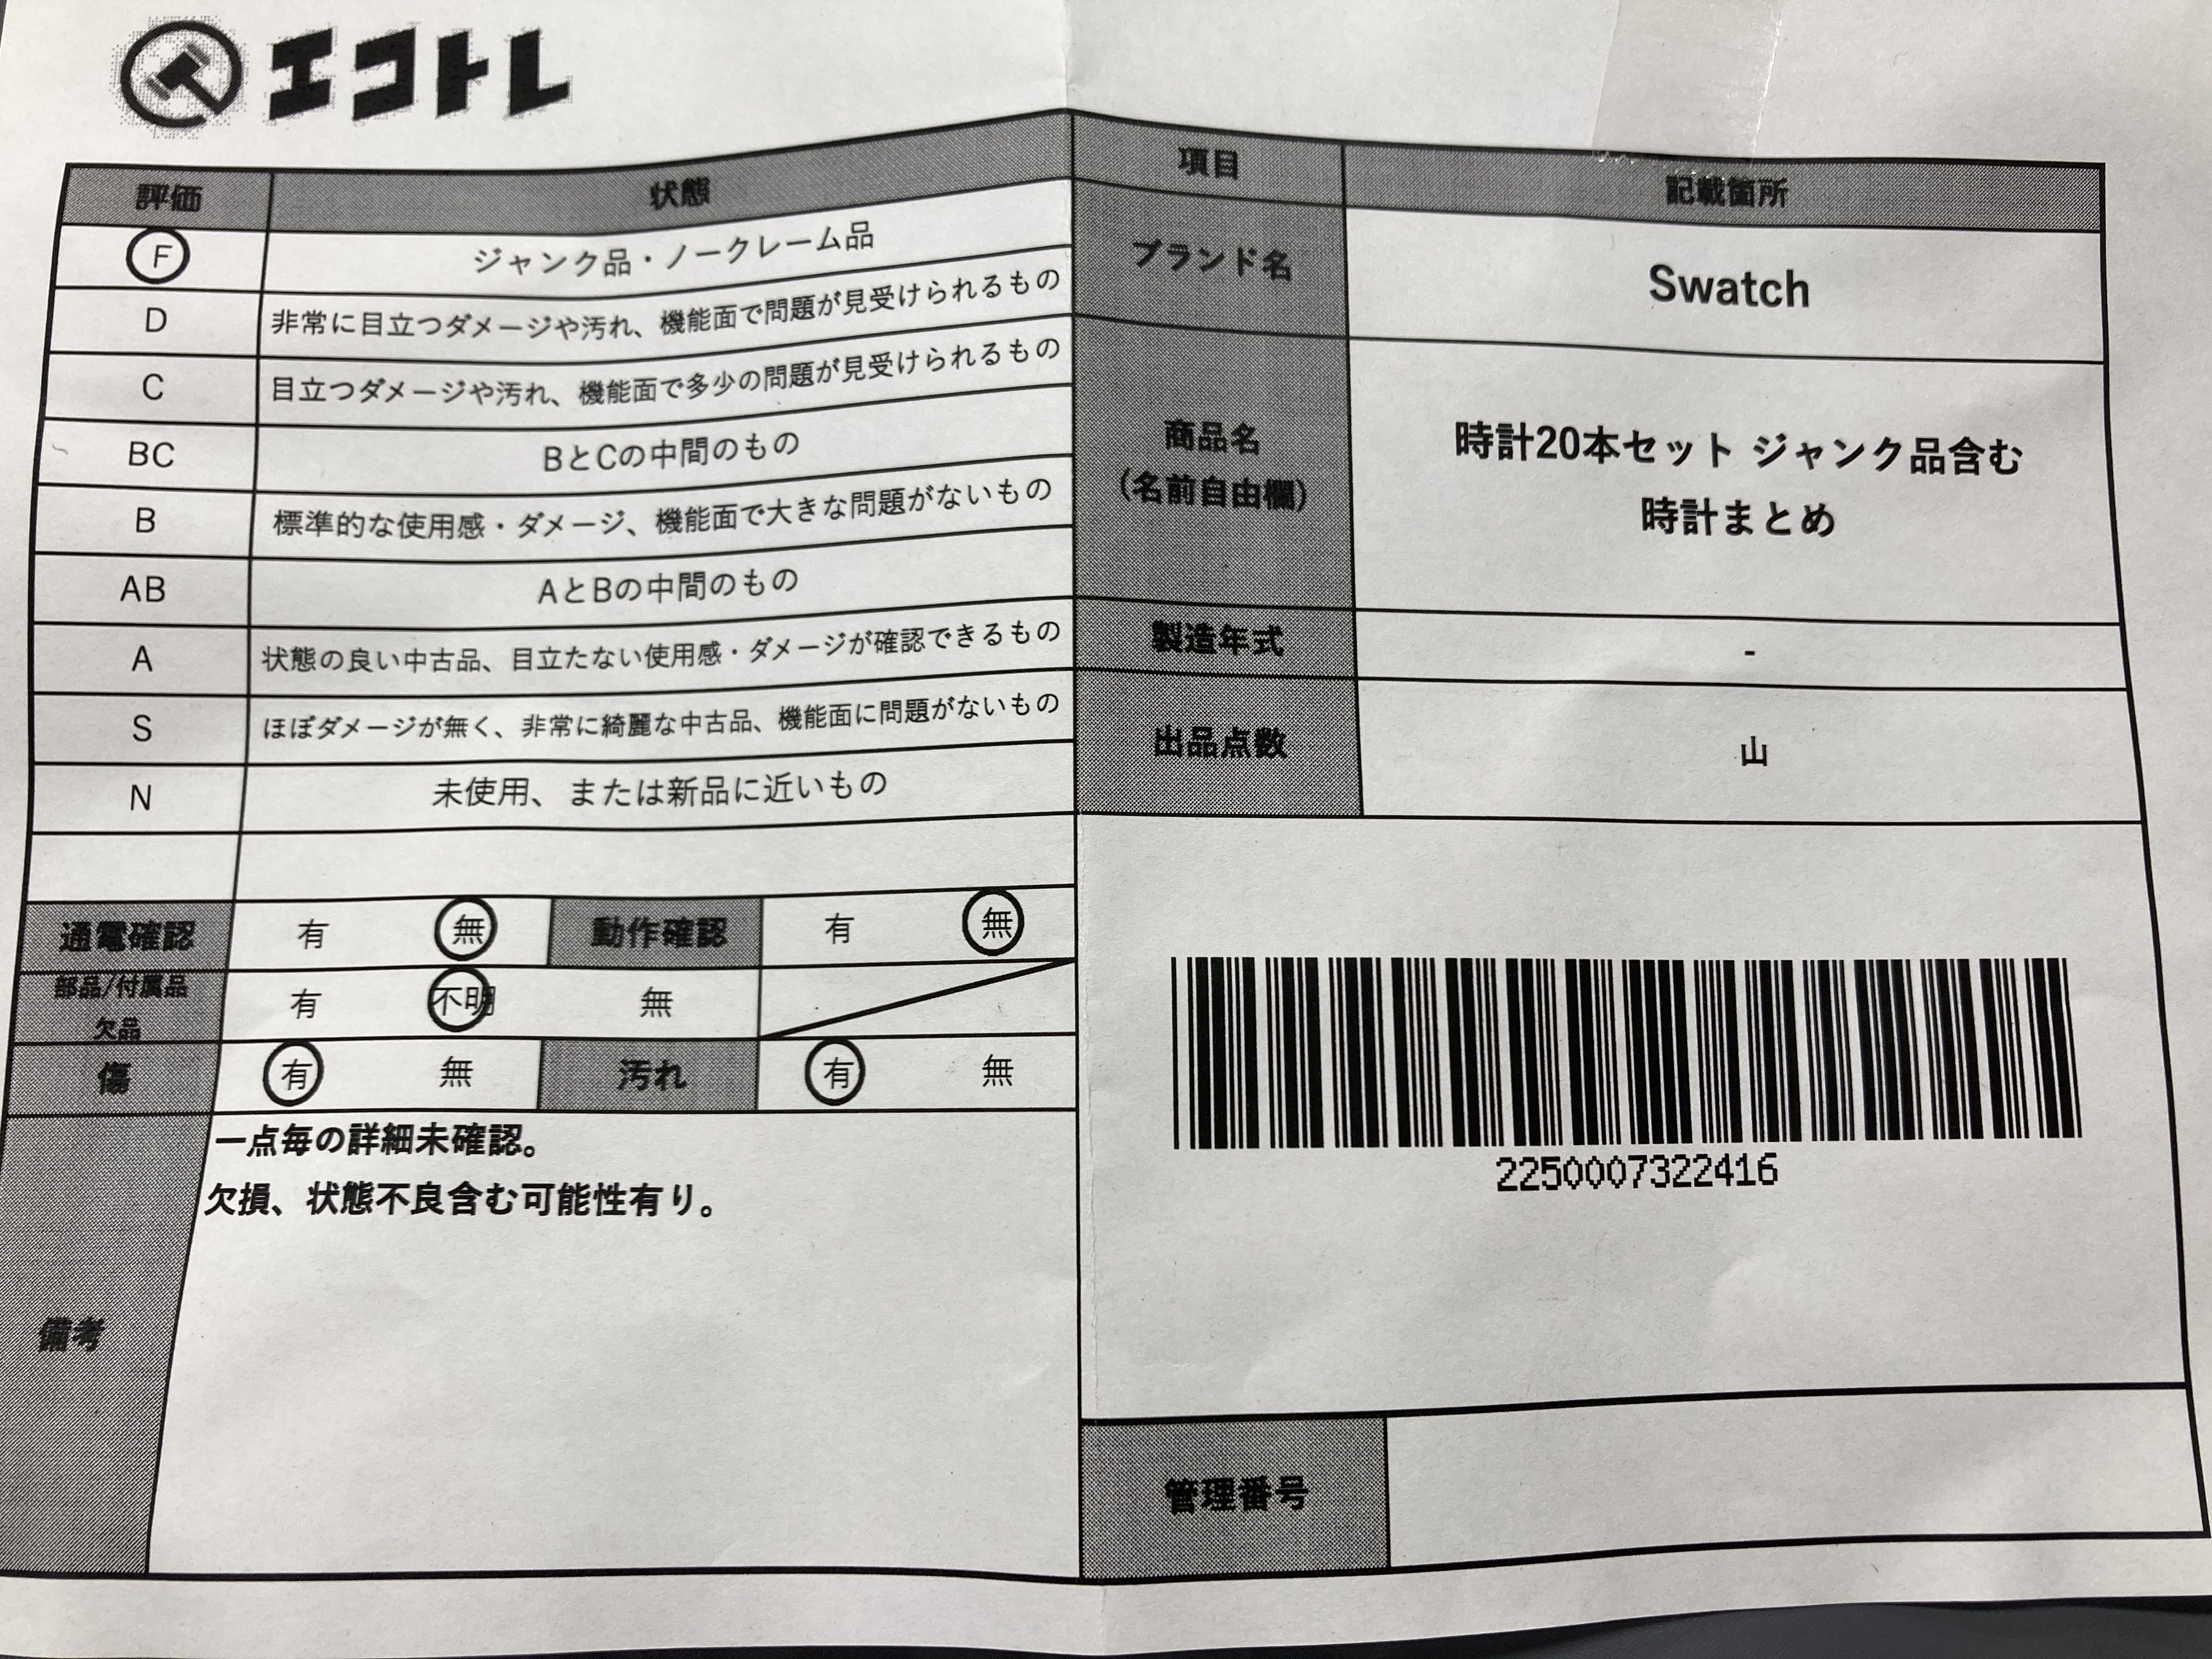 エコトレ
評価 状態
F ジャンク品・ノークレーム品
D 非常に目立つダメージや汚れ、機能面で問題が見受けられるもの
C 目立つダメージや汚れ、機能面で多少の問題が見受けられるもの
BC BとCの中間のもの
B 標準的な使用感・ダメージ、機能面で大きな問題がないもの
AB AとBの中間のもの
A 状態の良い中古品、目立たない使用感・ダメージが確認できるもの
S ほぼダメージが無く、非常に綺麗な中古品、機能面に問題がないもの
N 未使用、または新品に近いもの
通電確認 有 無 動作確認 有 無
部品/付属品
欠品
有 不明 無
傷 有 無 汚れ 有 無
備考
一点毎の詳細未確認。
欠損、状態不良含む可能性有り。
項目 記載箇所
ブランド名 Swatch
商品名
(名前自由欄)
時計20本セット ジャンク品含む
時計まとめ
製造年式 -
出品点数 山
2250007322416
管理番号